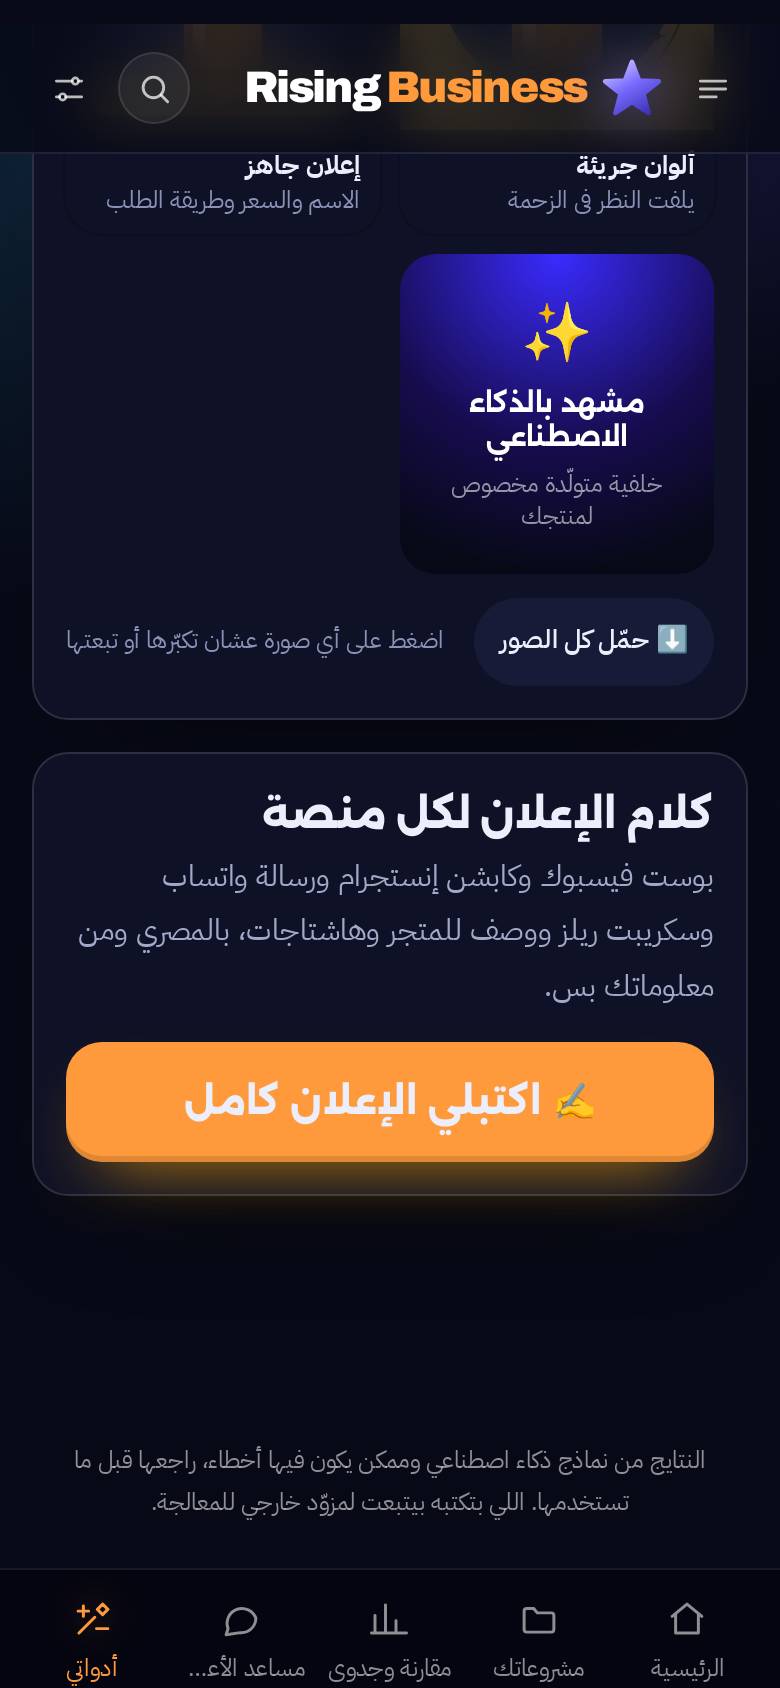 Rising Business
ألوان جريئة
يلفت النظر في الزحمة
إعلان جاهز
الاسم والسعر وطريقة الطلب
مشهد بالذكاء
الاصطناعي
خلفية متولّدة مخصوص
لمنتجك
حمّل كل الصور
اضغط على أي صورة عشان تكبّرها أو تبعتها
كلام الإعلان لكل منصة
بوست فيسبوك وكابشن إنستجرام ورسالة واتساب
وسكريبت ريلز ووصف للمتجر وهاشتاجات، بالمصري ومن
معلوماتك بس.
اكتبلي الإعلان كامل
النتايج من نماذج ذكاء اصطناعي وممكن يكون فيها أخطاء، راجعها قبل ما
تستخدمها. اللي بتكتبه بيتبعت لمزوّد خارجي للمعالجة.
الرئيسية
مشروعاتك
مقارنة وجدوى
مساعد الأع...
أدواتي